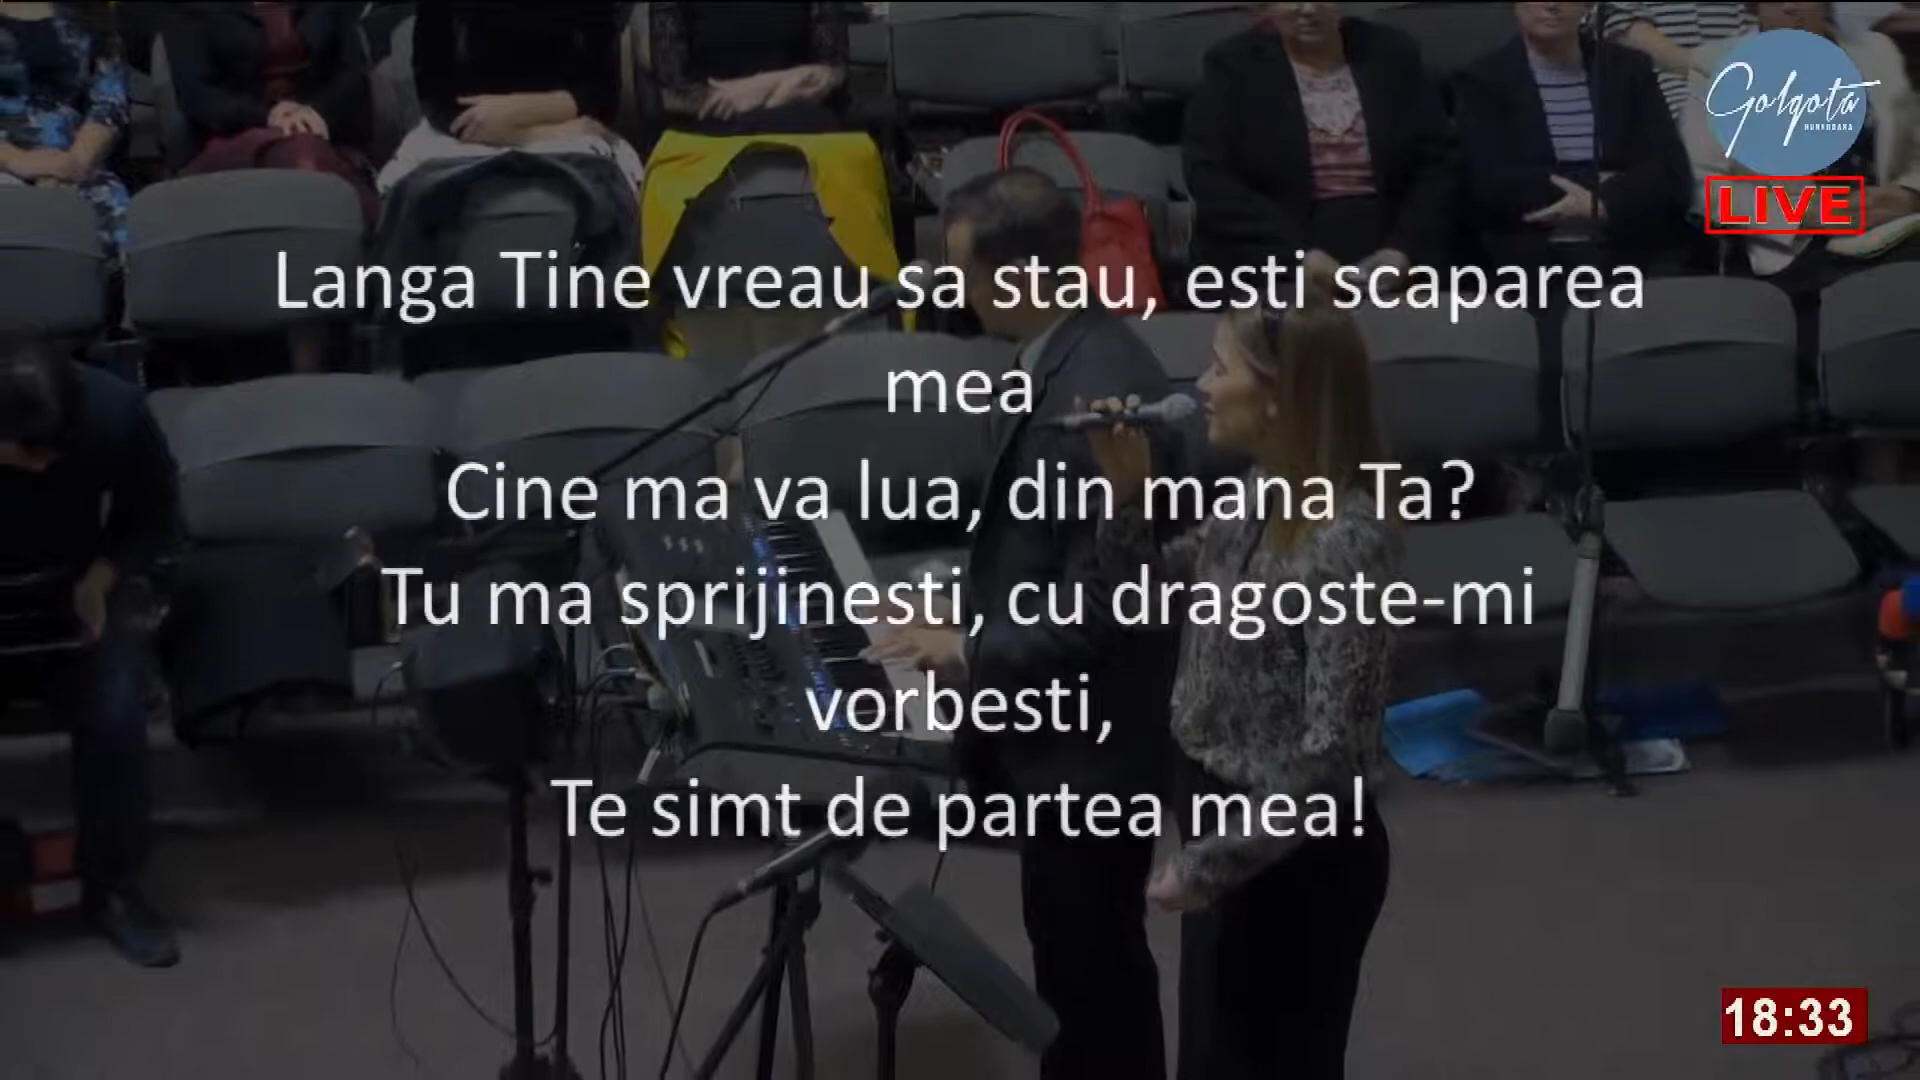 Golgota
HUNEDOARA
LIVE
Langa Tine vreau sa stau, esti scaparea
mea
Cine ma va lua, din mana Ta?
Tu ma sprijinesti, cu dragoste-mi
vorbesti,
Te simt de partea mea!
18:33